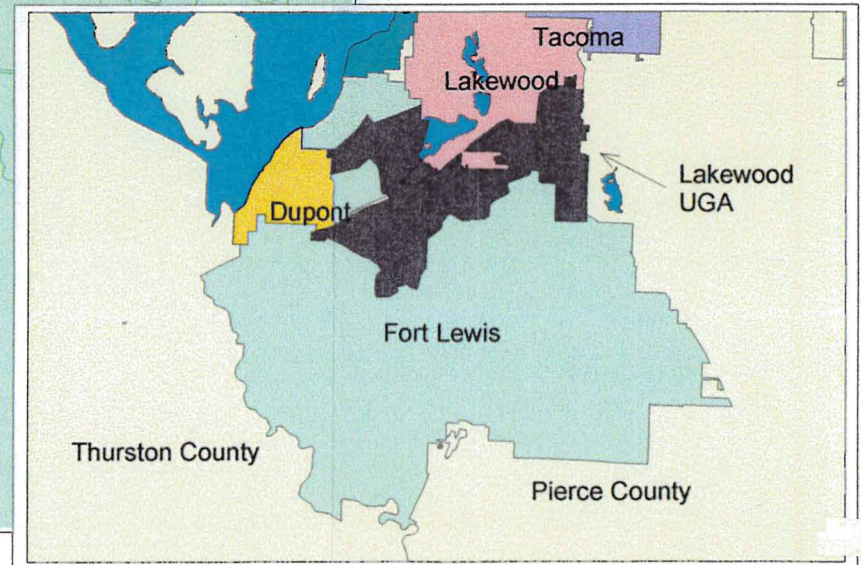 Tacoma
Lakewood
Lakewood
UGA
Dupont
Fort Lewis
Thurston County
Pierce County